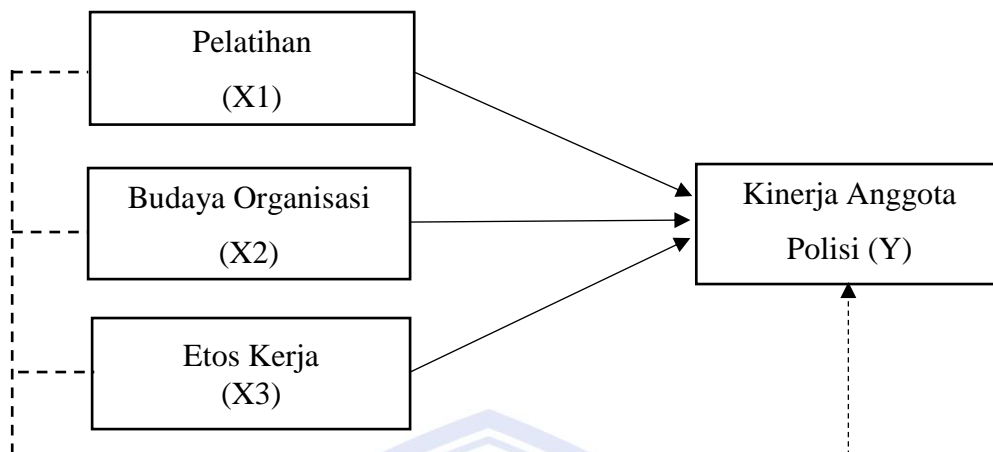 Pelatihan
(X1)
Budaya Organisasi
(X2)
Etos Kerja
(X3)
Kinerja Anggota
Polisi (Y)